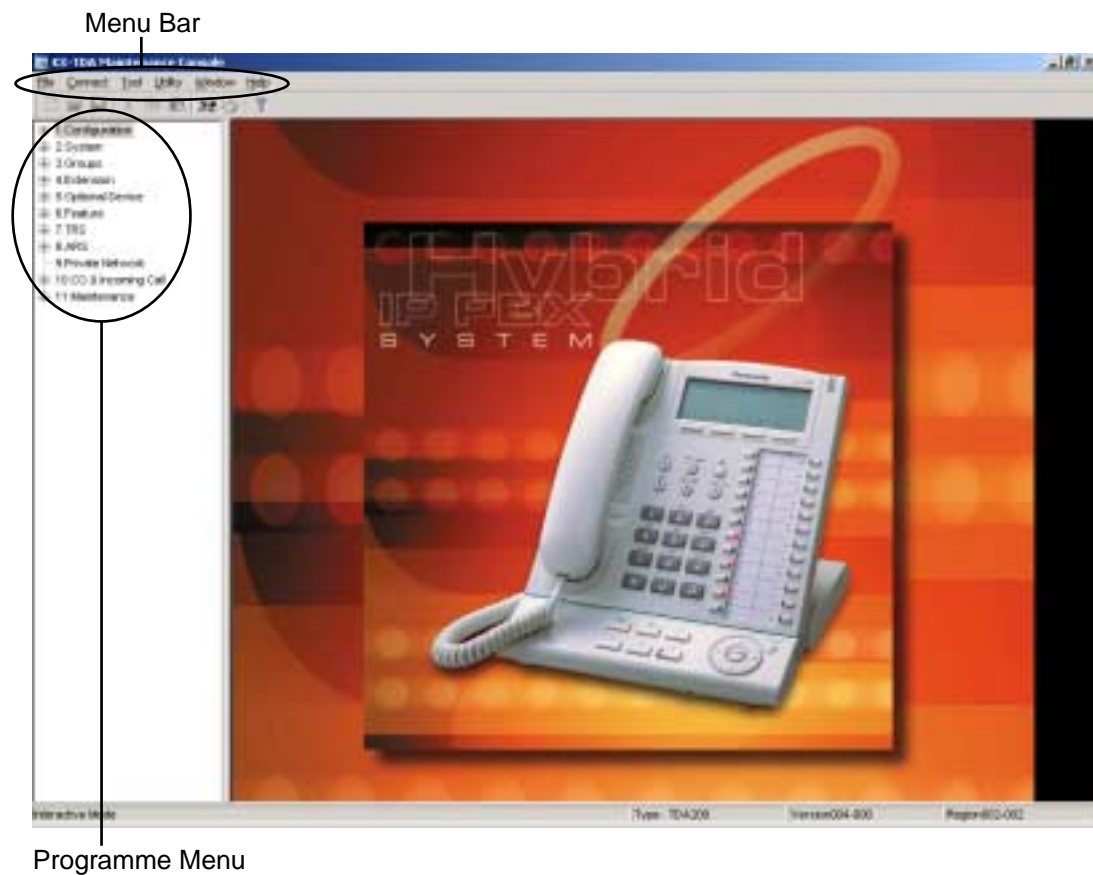 Menu Bar
KX-TDA Maintenance Console
File Connect Tool Utility Window Help
1.Configuration
2.System
3.Groups
4.Extension
5.Optional Device
6.Feature
7.TRS
8.ARS
9.Private Network
10.CO & Incoming Call
11.Maintenance
Hybrid
IP PBX
SYSTEM
Panasonic
Interactive Mode
Type: TDA200
Version004-000
Region002-002
Programme Menu